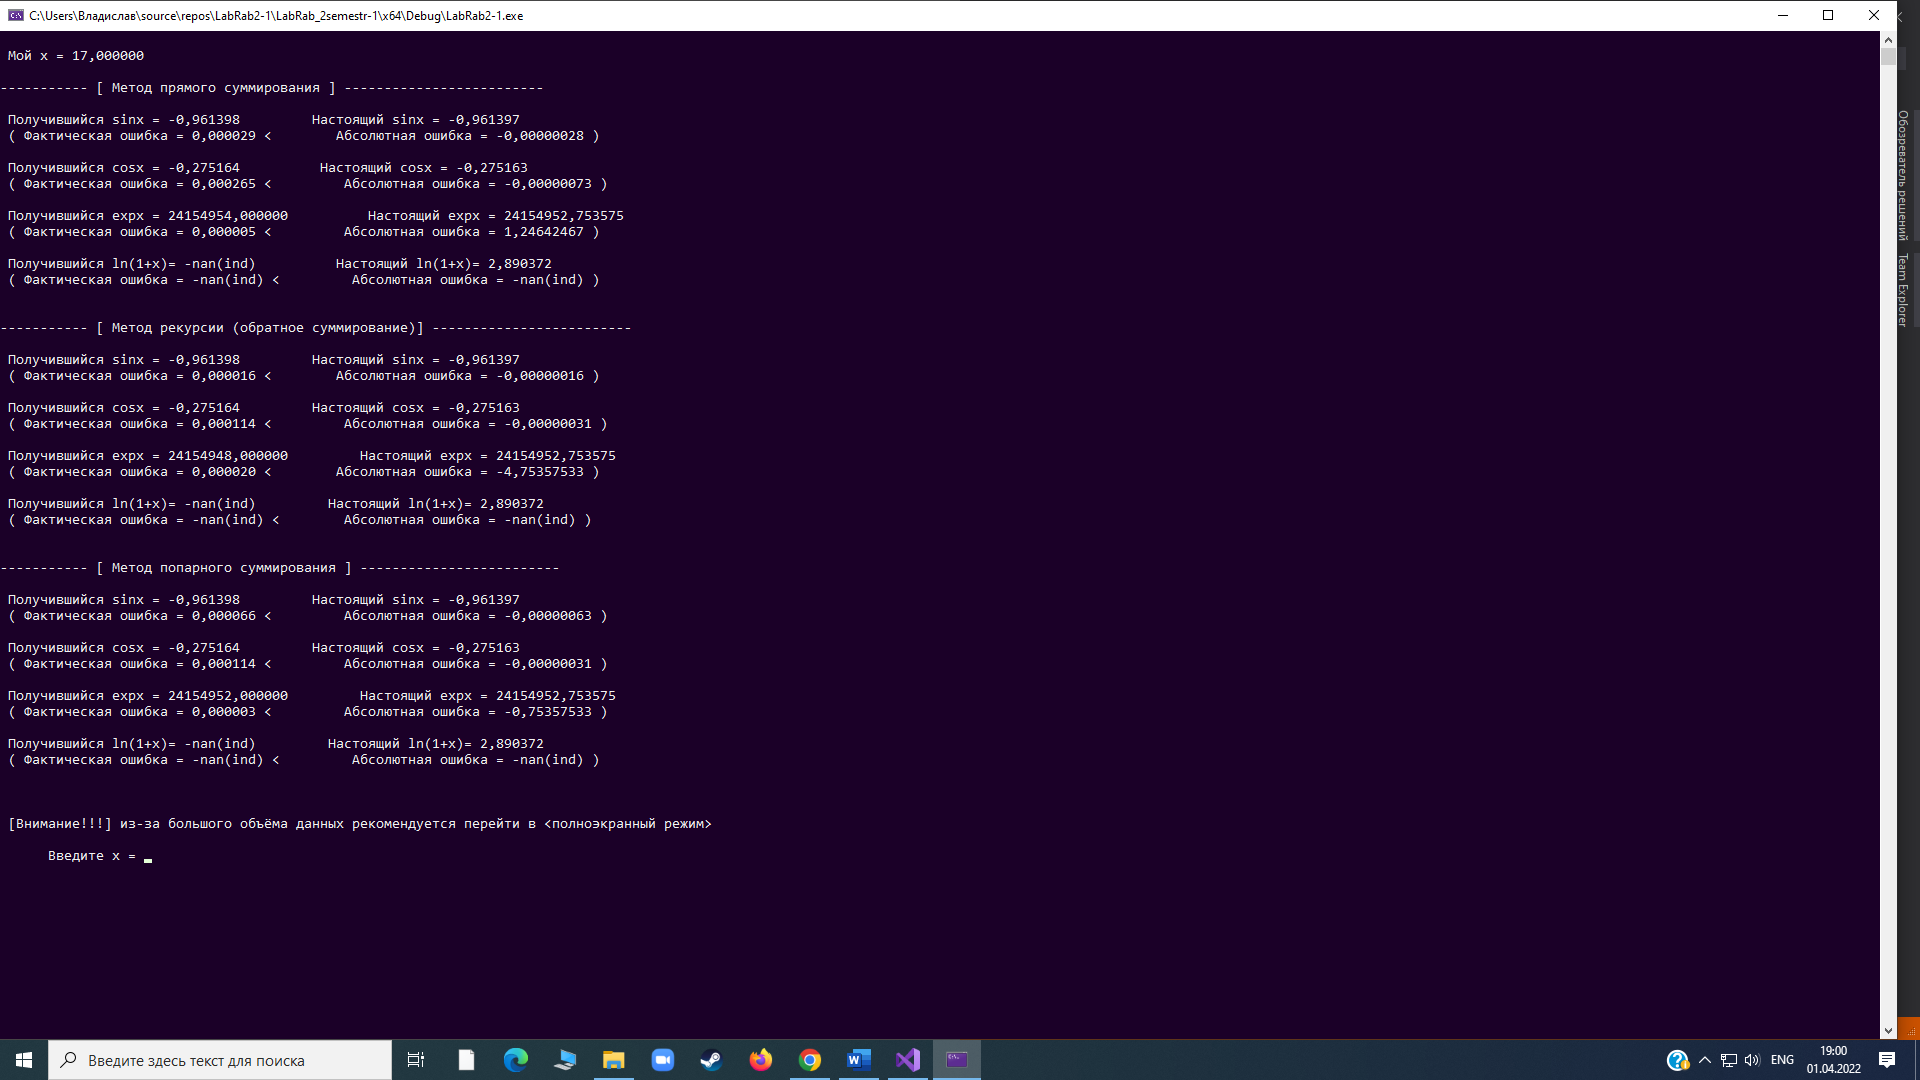 C:\Users\Владислав\source\repos\LabRab2-1\LabRab_2semestr-1\x64\Debug\LabRab2-1.exe
Мой x = 17,000000
----------- [ Метод прямого суммирования ] -------------------------
Получившийся sinx = -0,961398 Настоящий sinx = -0,961397
( Фактическая ошибка = 0,000029 < Абсолютная ошибка = -0,00000028 )
Получившийся cosx = -0,275164 Настоящий cosx = -0,275163
( Фактическая ошибка = 0,000265 < Абсолютная ошибка = -0,00000073 )
Получившийся expx = 24154954,000000 Настоящий expx = 24154952,753575
( Фактическая ошибка = 0,000005 < Абсолютная ошибка = 1,24642467 )
Получившийся ln(1+x)= -nan(ind) Настоящий ln(1+x)= 2,890372
( Фактическая ошибка = -nan(ind) < Абсолютная ошибка = -nan(ind) )
----------- [ Метод рекурсии (обратное суммирование)] -------------------------
Получившийся sinx = -0,961398 Настоящий sinx = -0,961397
( Фактическая ошибка = 0,000016 < Абсолютная ошибка = -0,00000016 )
Получившийся cosx = -0,275164 Настоящий cosx = -0,275163
( Фактическая ошибка = 0,000114 < Абсолютная ошибка = -0,00000031 )
Получившийся expx = 24154948,000000 Настоящий expx = 24154952,753575
( Фактическая ошибка = 0,000020 < Абсолютная ошибка = -4,75357533 )
Получившийся ln(1+x)= -nan(ind) Настоящий ln(1+x)= 2,890372
( Фактическая ошибка = -nan(ind) < Абсолютная ошибка = -nan(ind) )
----------- [ Метод попарного суммирования ] -------------------------
Получившийся sinx = -0,961398 Настоящий sinx = -0,961397
( Фактическая ошибка = 0,000066 < Абсолютная ошибка = -0,00000063 )
Получившийся cosx = -0,275164 Настоящий cosx = -0,275163
( Фактическая ошибка = 0,000114 < Абсолютная ошибка = -0,00000031 )
Получившийся expx = 24154952,000000 Настоящий expx = 24154952,753575
( Фактическая ошибка = 0,000003 < Абсолютная ошибка = -0,75357533 )
Получившийся ln(1+x)= -nan(ind) Настоящий ln(1+x)= 2,890372
( Фактическая ошибка = -nan(ind) < Абсолютная ошибка = -nan(ind) )
[Внимание!!!] из-за большого объёма данных рекомендуется перейти в <полноэкранный режим>
Введите x =
Обозреватель решений
Team Explorer
Введите здесь текст для поиска
ENG
19:00
01.04.2022